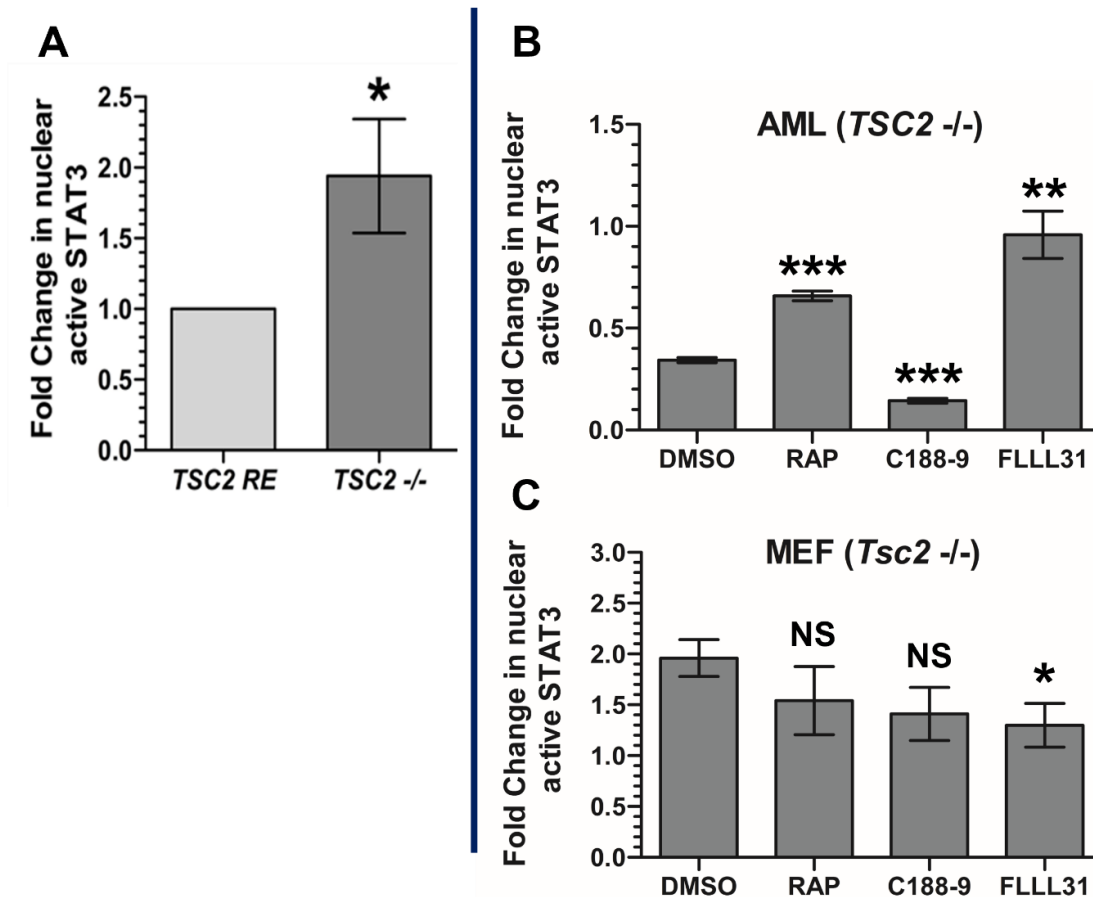 A
Fold Change in nuclear
active STAT3
2.5
2.0
1.5
1.0
0.5
0.0
*
TSC2 RE
TSC2 -/-
B
AML (TSC2 -/-)
Fold Change in nuclear
active STAT3
1.5
1.0
0.5
0.0
***
***
**
DMSO
RAP
C188-9
FLLL31
C
MEF (Tsc2 -/-)
Fold Change in nuclear
active STAT3
3.0
2.5
2.0
1.5
1.0
0.5
0.0
NS
NS
*
DMSO
RAP
C188-9
FLLL31